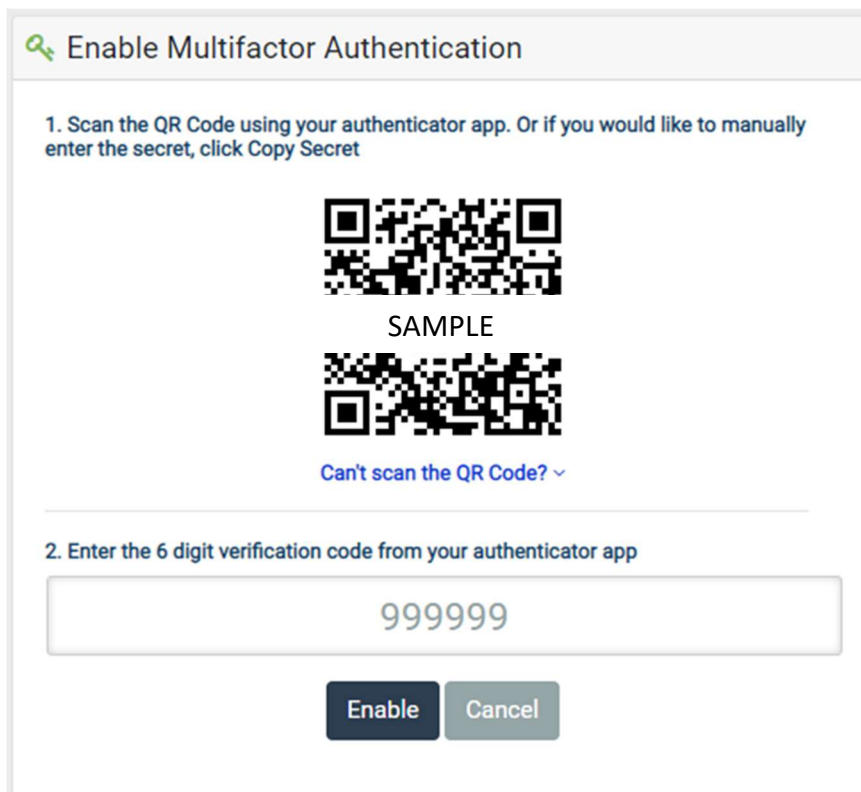 Enable Multifactor Authentication
1. Scan the QR Code using your authenticator app. Or if you would like to manually
enter the secret, click Copy Secret
SAMPLE
Can't scan the QR Code?
2. Enter the 6 digit verification code from your authenticator app
999999
Enable Cancel